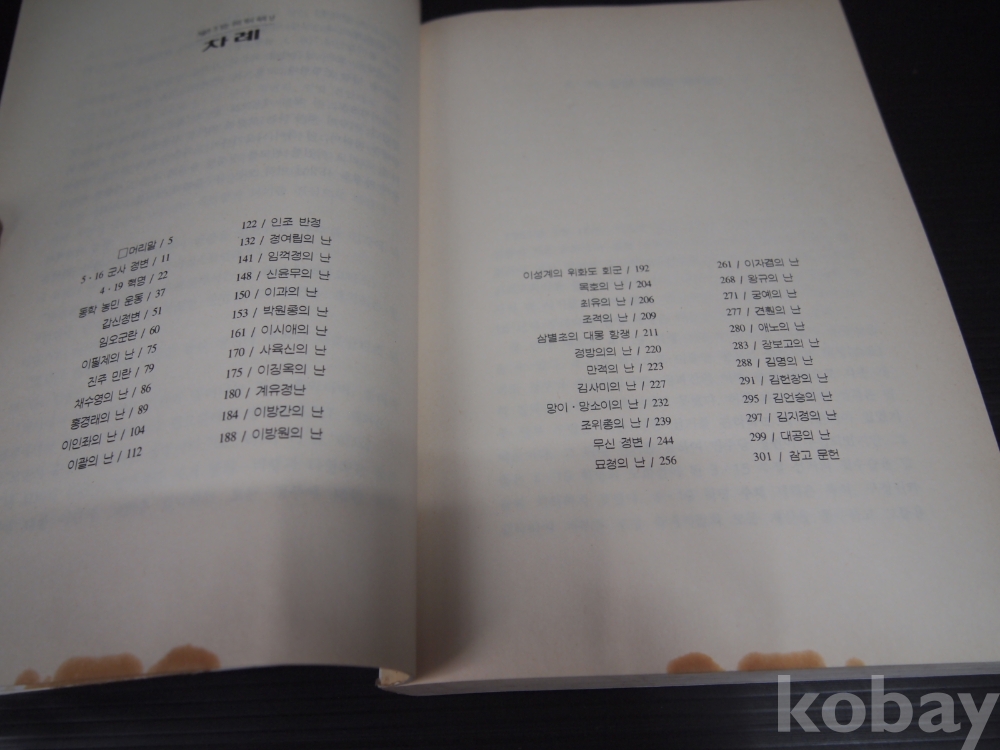 차례
□머리말 / 5
5·16 군사 정변 / 11
4·19 혁명 / 22
동학 농민 운동 / 37
갑신정변 / 51
임오군란 / 60
이필제의 난 / 75
진주 민란 / 79
채수영의 난 / 86
홍경래의 난 / 89
이인좌의 난 / 104
이괄의 난 / 112
122 / 인조 반정
132 / 정여립의 난
141 / 임꺽정의 난
148 / 신윤무의 난
150 / 이과의 난
153 / 박원종의 난
161 / 이시애의 난
170 / 사육신의 난
175 / 이징옥의 난
180 / 계유정난
184 / 이방간의 난
188 / 이방원의 난
이성계의 위화도 회군 / 192
목호의 난 / 204
최유의 난 / 206
조적의 난 / 209
삼별초의 대몽 항쟁 / 211
정방의의 난 / 220
만적의 난 / 223
김사미의 난 / 227
망이·망소이의 난 / 232
조위총의 난 / 239
무신 정변 / 244
묘청의 난 / 256
261 / 이자겸의 난
268 / 왕규의 난
271 / 궁예의 난
277 / 견훤의 난
280 / 애노의 난
283 / 장보고의 난
288 / 김명의 난
291 / 김헌창의 난
295 / 김언승의 난
297 / 김지정의 난
299 / 대공의 난
301 / 참고 문헌
kobay